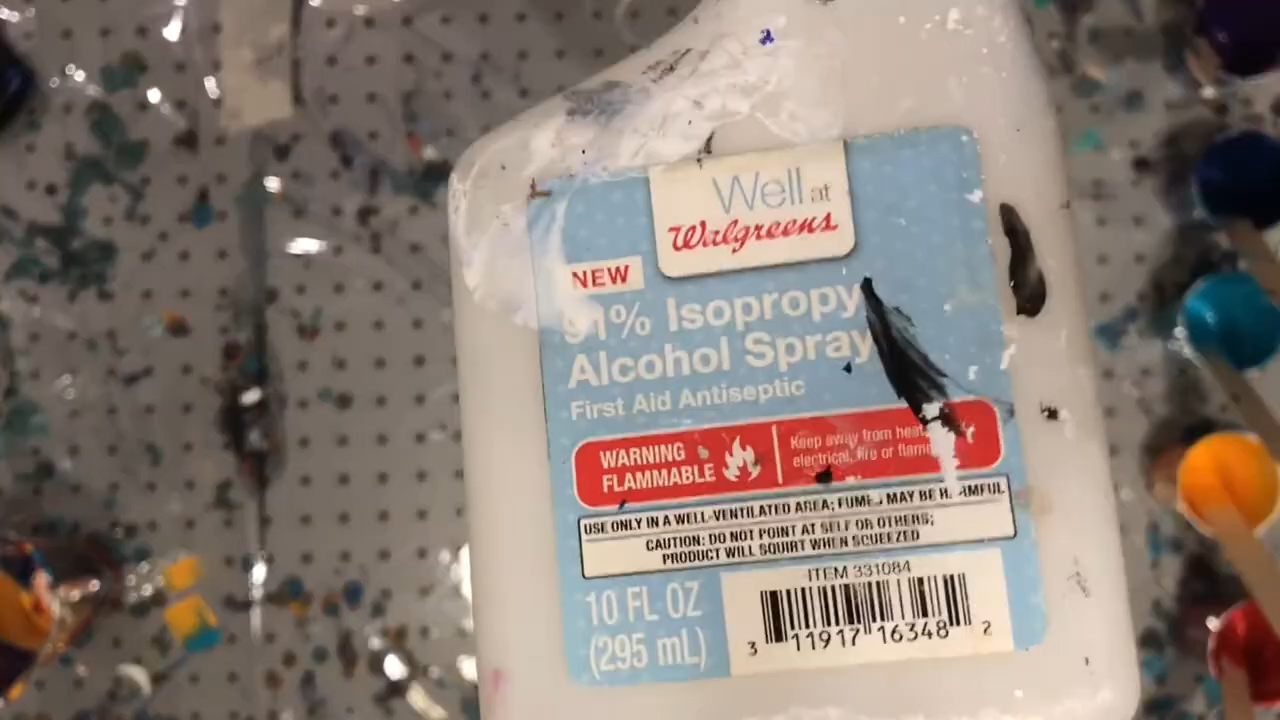 Well at
Walgreens
NEW
91% Isopropy
Alcohol Spray
First Aid Antiseptic
WARNING
FLAMMABLE
Keep away from heat,
electrical, fire or flame
USE ONLY IN A WELL-VENTILATED AREA; FUMES MAY BE HARMFUL
CAUTION: DO NOT POINT AT SELF OR OTHERS;
PRODUCT WILL SQUIRT WHEN SQUEEZED
10 FL OZ
(295 mL)
ITEM 331084
3 11917 16348 2